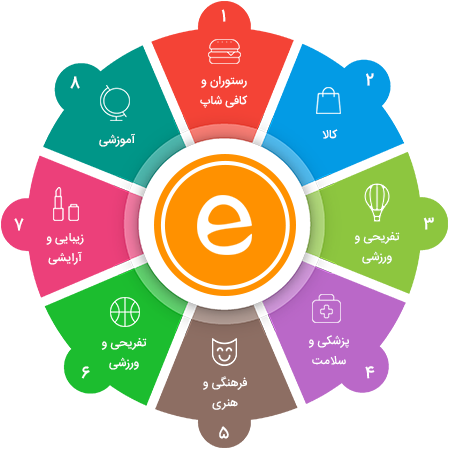 ۱
رستوران و
کافی شاپ
۲
کالا
۳
تفریحی و
ورزشی
۴
پزشکی و
سلامت
۵
فرهنگی و
هنری
۶
تفریحی و
ورزشی
۷
زیبایی و
آرایشی
۸
آموزشی
e